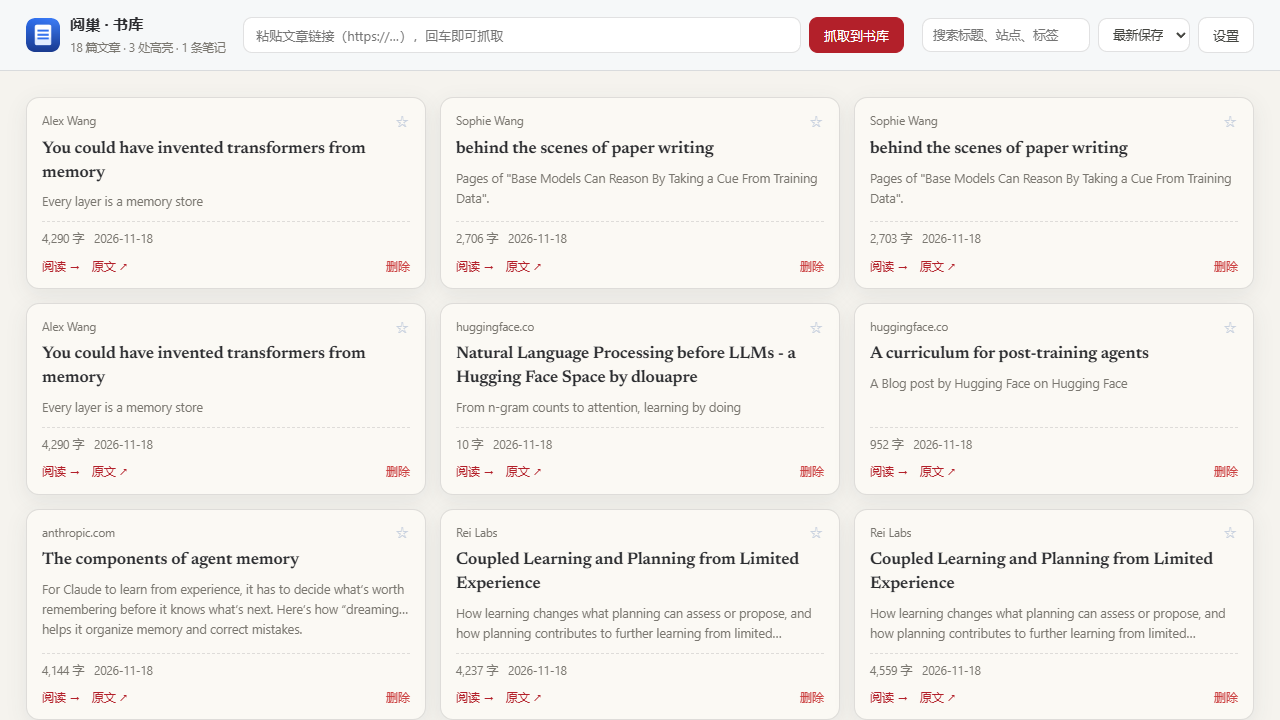 阅巢 · 书库
18 篇文章 · 3 处高亮 · 1 条笔记
粘贴文章链接（https://...），回车即可抓取
抓取到书库
搜索标题、站点、标签
最新保存
设置
Alex Wang ☆
You could have invented transformers from
memory
Every layer is a memory store
4,290 字 2026-11-18
阅读 → 原文 ↗ 删除
Sophie Wang ☆
behind the scenes of paper writing
Pages of "Base Models Can Reason By Taking a Cue From Training
Data".
2,706 字 2026-11-18
阅读 → 原文 ↗ 删除
Sophie Wang ☆
behind the scenes of paper writing
Pages of "Base Models Can Reason By Taking a Cue From Training
Data".
2,703 字 2026-11-18
阅读 → 原文 ↗ 删除
Alex Wang ☆
You could have invented transformers from
memory
Every layer is a memory store
4,290 字 2026-11-18
阅读 → 原文 ↗ 删除
huggingface.co ☆
Natural Language Processing before LLMs - a
Hugging Face Space by dlouapre
From n-gram counts to attention, learning by doing
10 字 2026-11-18
阅读 → 原文 ↗ 删除
huggingface.co ☆
A curriculum for post-training agents
A Blog post by Hugging Face on Hugging Face
952 字 2026-11-18
阅读 → 原文 ↗ 删除
anthropic.com ☆
The components of agent memory
For Claude to learn from experience, it has to decide what's worth
remembering before it knows what's next. Here's how “dreaming...
helps it organize memory and correct mistakes.
4,144 字 2026-11-18
阅读 → 原文 ↗ 删除
Rei Labs ☆
Coupled Learning and Planning from Limited
Experience
How learning changes what planning can assess or propose, and
how planning contributes to further learning from limited...
4,237 字 2026-11-18
阅读 → 原文 ↗ 删除
Rei Labs ☆
Coupled Learning and Planning from Limited
Experience
How learning changes what planning can assess or propose, and
how planning contributes to further learning from limited...
4,559 字 2026-11-18
阅读 → 原文 ↗ 删除